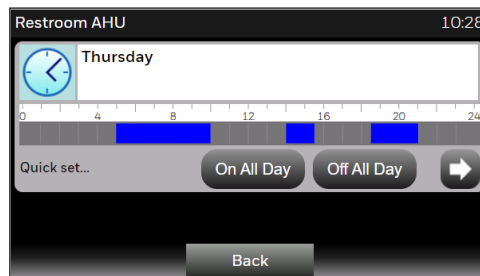 Restroom AHU 10:28
Thursday
0 4 8 12 16 20 24
Quick set... On All Day Off All Day
Back